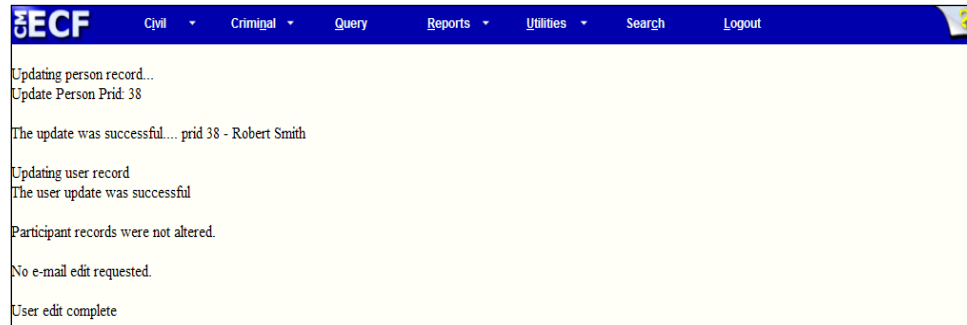 CM ECF Civil Criminal Query Reports Utilities Search Logout ?
Updating person record...
Update Person Prid: 38
The update was successful.... prid 38 - Robert Smith
Updating user record
The user update was successful
Participant records were not altered.
No e-mail edit requested.
User edit complete